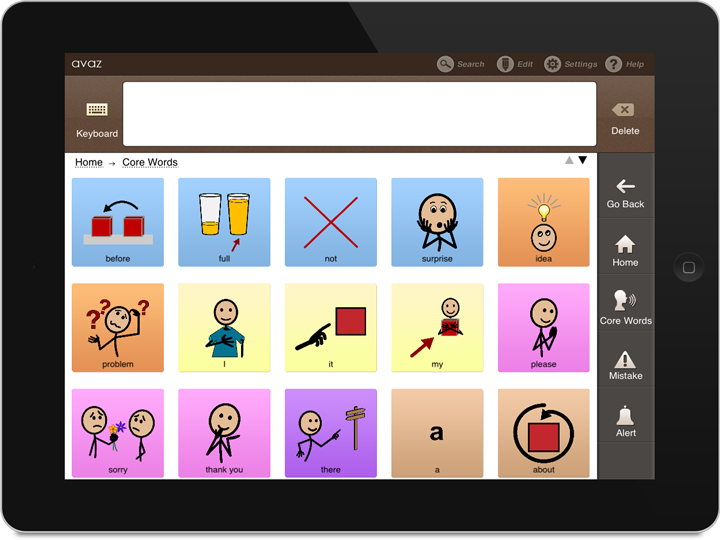 avaz
Search Edit Settings Help
Keyboard
Delete
Home → Core Words
before full not surprise idea
??? problem I it my please
sorry thank you there a a about
Go Back
Home
Core Words
Mistake
Alert